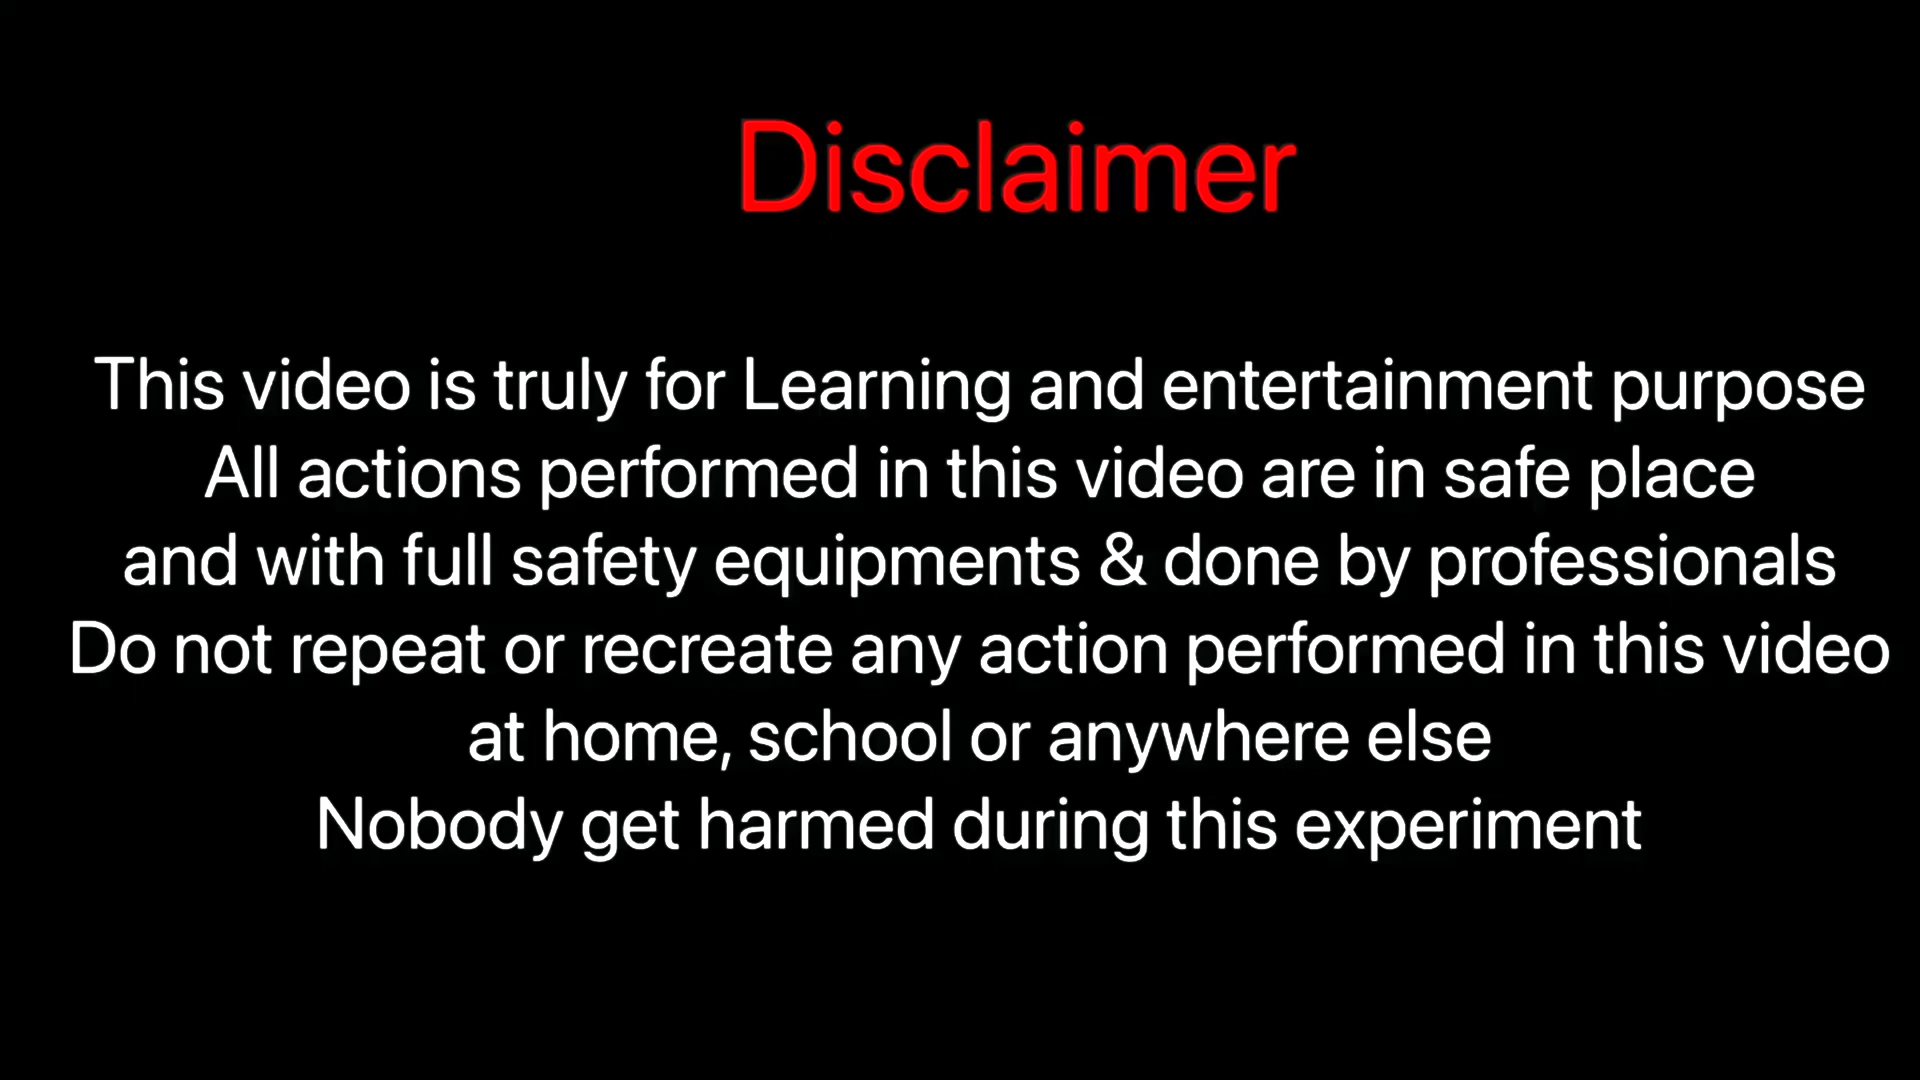 Disclaimer
This video is truly for Learning and entertainment purpose
All actions performed in this video are in safe place
and with full safety equipments & done by professionals
Do not repeat or recreate any action performed in this video
at home, school or anywhere else
Nobody get harmed during this experiment